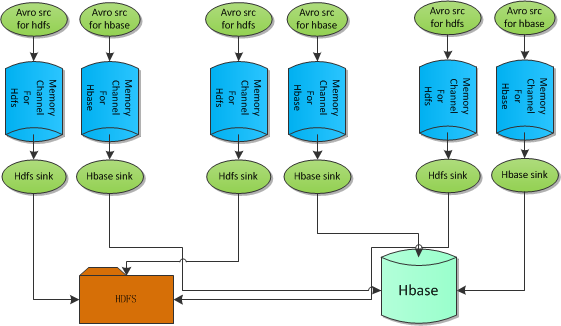 Avro src
for hdfs
Avro src
for hbase
Avro src
for hdfs
Avro src
for hbase
Avro src
for hdfs
Avro src
for hbase
Memory
Channel
For
Hdfs
Memory
Channel
For
Hbase
Memory
Channel
For
Hdfs
Memory
Channel
For
Hbase
Memory
Channel
For
Hdfs
Memory
Channel
For
Hbase
Hdfs sink
Hbase sink
Hdfs sink
Hbase sink
Hdfs sink
Hbase sink
HDFS
Hbase